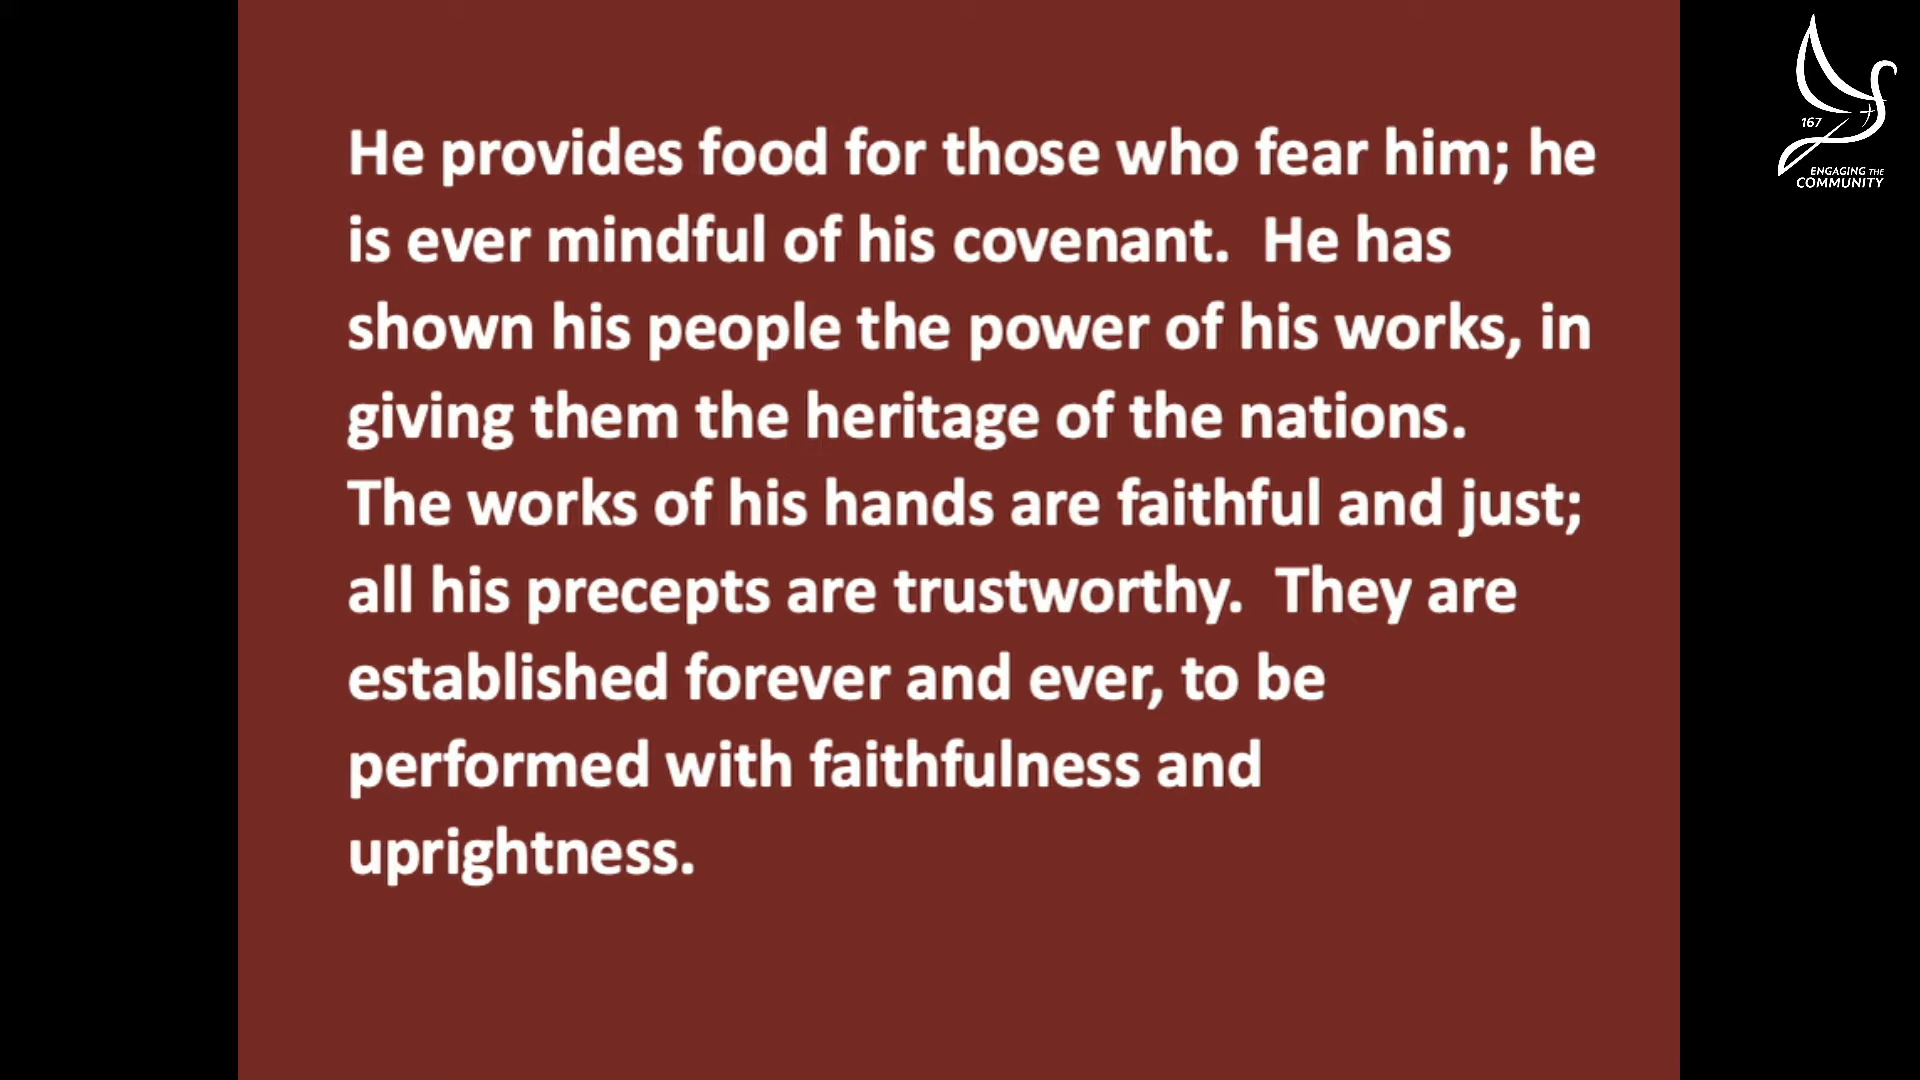 He provides food for those who fear him; he
is ever mindful of his covenant.  He has
shown his people the power of his works, in
giving them the heritage of the nations.
The works of his hands are faithful and just;
all his precepts are trustworthy.  They are
established forever and ever, to be
performed with faithfulness and
uprightness.
167
ENGAGING THE
COMMUNITY